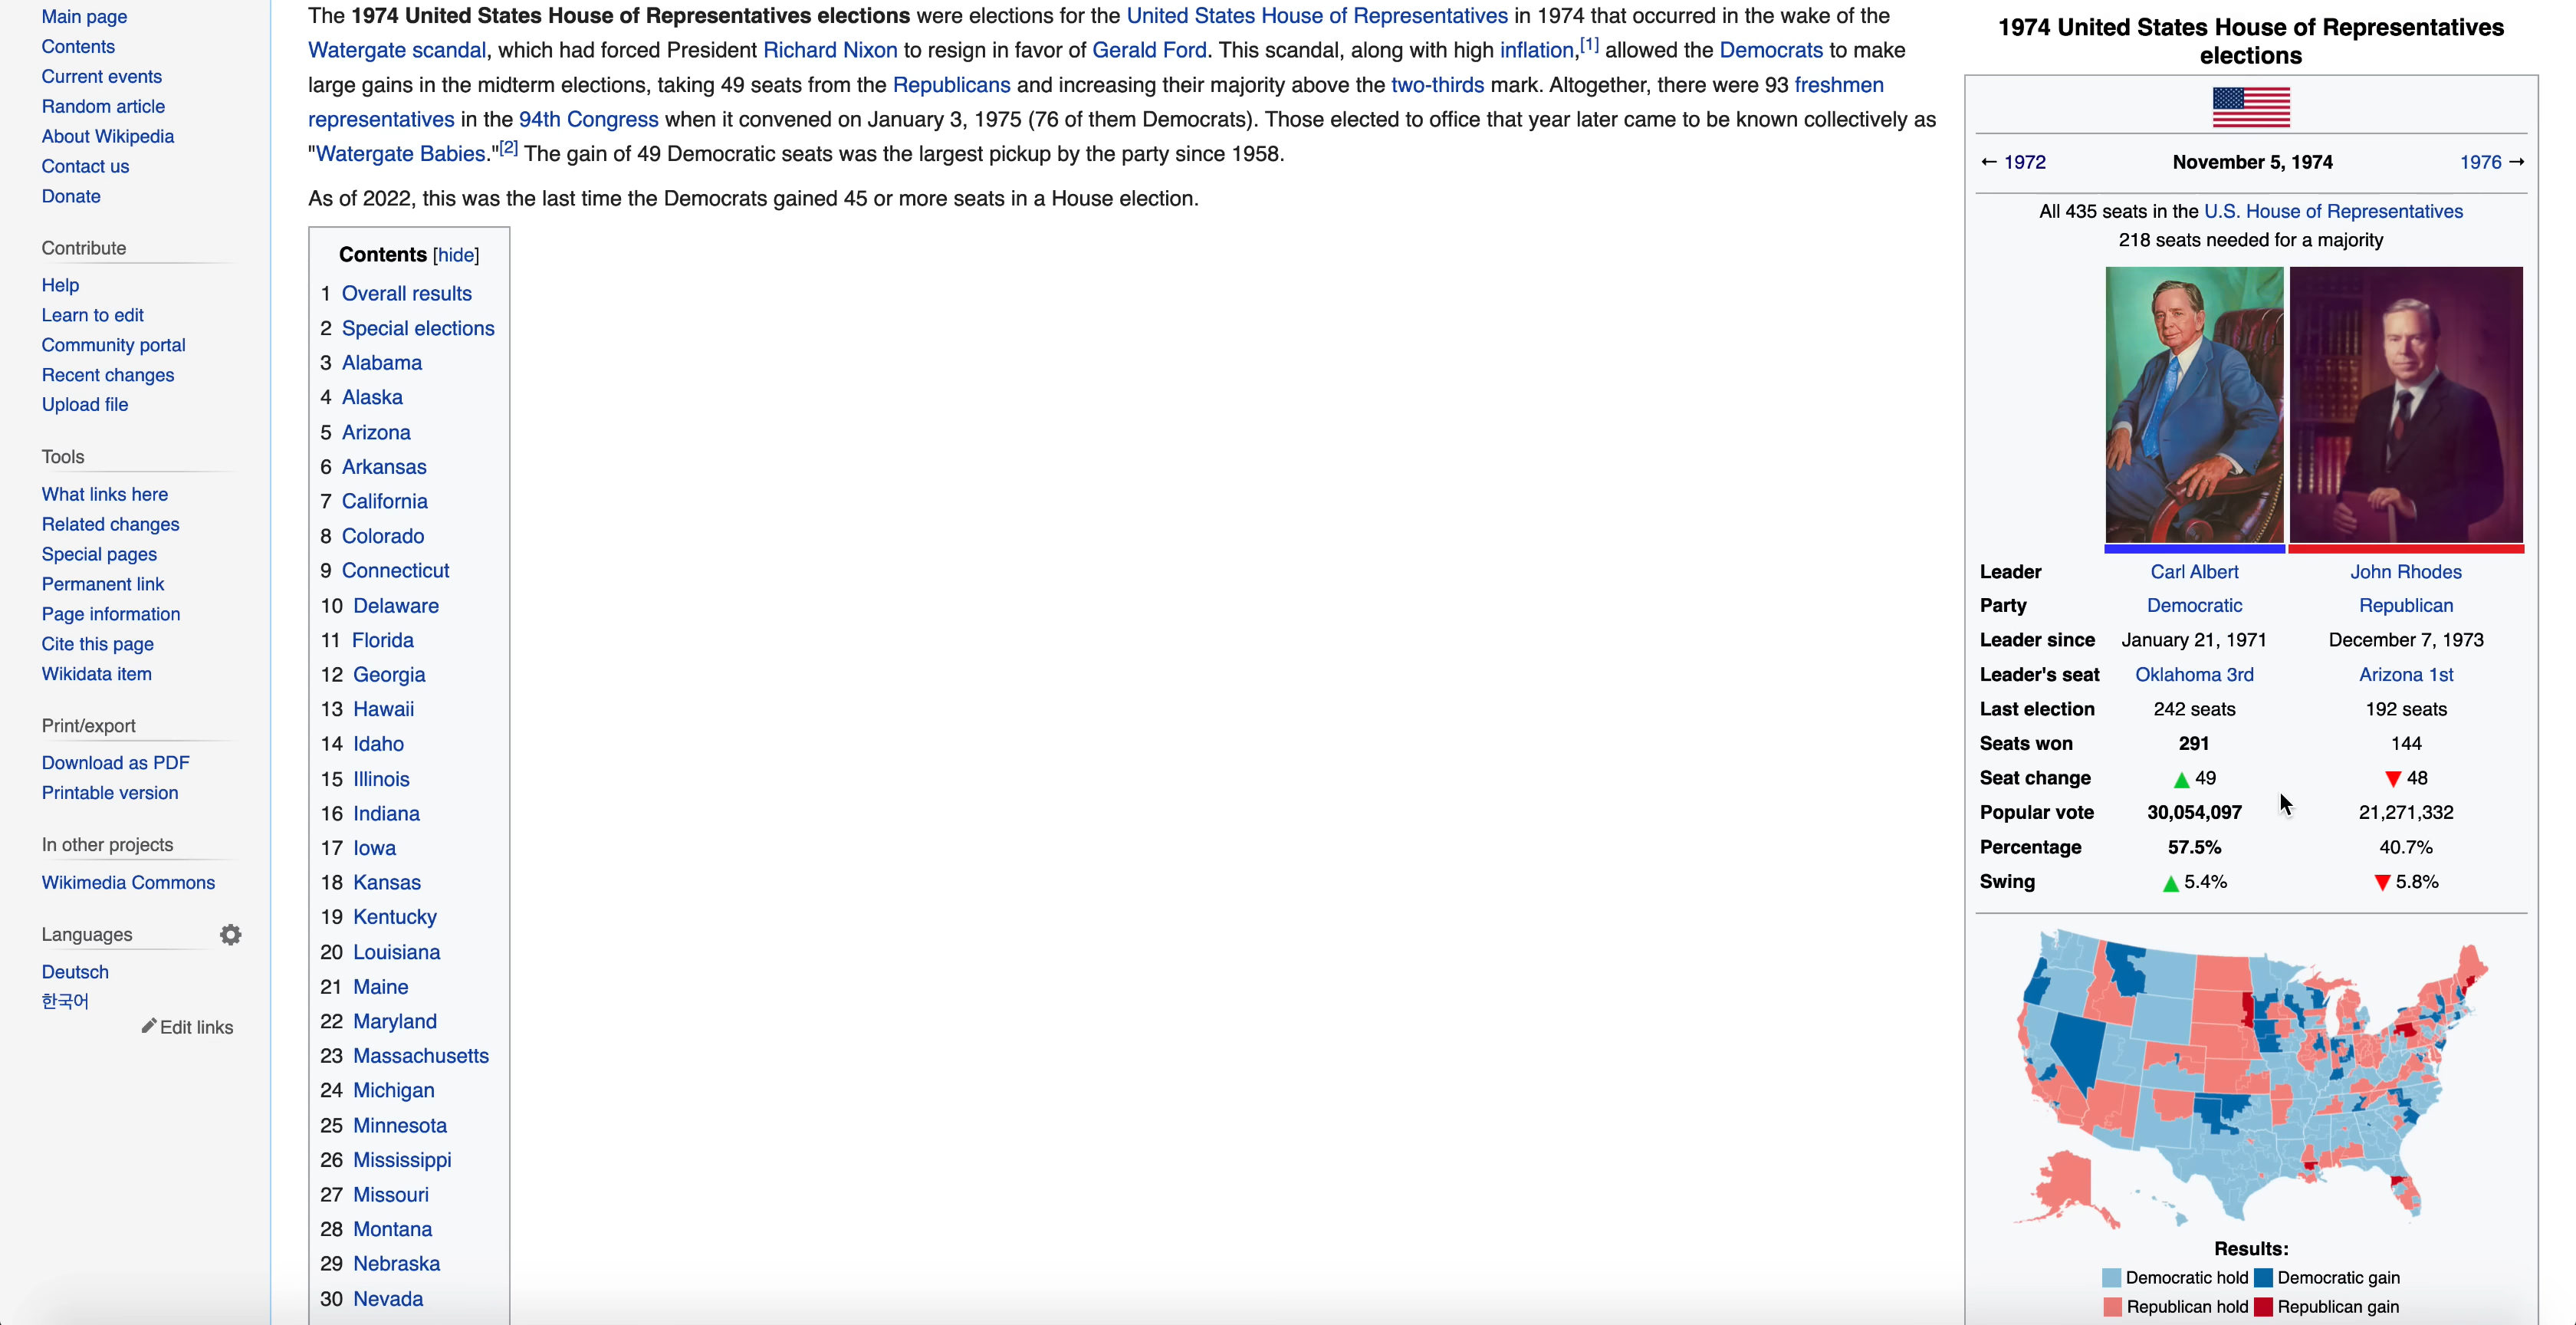 Main page
Contents
Current events
Random article
About Wikipedia
Contact us
Donate
Contribute
Help
Learn to edit
Community portal
Recent changes
Upload file
Tools
What links here
Related changes
Special pages
Permanent link
Page information
Cite this page
Wikidata item
Print/export
Download as PDF
Printable version
In other projects
Wikimedia Commons
Languages
Deutsch
한국어
Edit links
The 1974 United States House of Representatives elections were elections for the United States House of Representatives in 1974 that occurred in the wake of the
Watergate scandal, which had forced President Richard Nixon to resign in favor of Gerald Ford. This scandal, along with high inflation,[1] allowed the Democrats to make
large gains in the midterm elections, taking 49 seats from the Republicans and increasing their majority above the two-thirds mark. Altogether, there were 93 freshmen
representatives in the 94th Congress when it convened on January 3, 1975 (76 of them Democrats). Those elected to office that year later came to be known collectively as
"Watergate Babies."[2] The gain of 49 Democratic seats was the largest pickup by the party since 1958.
As of 2022, this was the last time the Democrats gained 45 or more seats in a House election.
Contents [hide]
1 Overall results
2 Special elections
3 Alabama
4 Alaska
5 Arizona
6 Arkansas
7 California
8 Colorado
9 Connecticut
10 Delaware
11 Florida
12 Georgia
13 Hawaii
14 Idaho
15 Illinois
16 Indiana
17 Iowa
18 Kansas
19 Kentucky
20 Louisiana
21 Maine
22 Maryland
23 Massachusetts
24 Michigan
25 Minnesota
26 Mississippi
27 Missouri
28 Montana
29 Nebraska
30 Nevada
1974 United States House of Representatives
elections
← 1972 November 5, 1974 1976 →
All 435 seats in the U.S. House of Representatives
218 seats needed for a majority
Leader Carl Albert John Rhodes
Party Democratic Republican
Leader since January 21, 1971 December 7, 1973
Leader's seat Oklahoma 3rd Arizona 1st
Last election 242 seats 192 seats
Seats won 291 144
Seat change ▲ 49 ▼ 48
Popular vote 30,054,097 21,271,332
Percentage 57.5% 40.7%
Swing ▲ 5.4% ▼ 5.8%
Results:
Democratic hold Democratic gain
Republican hold Republican gain